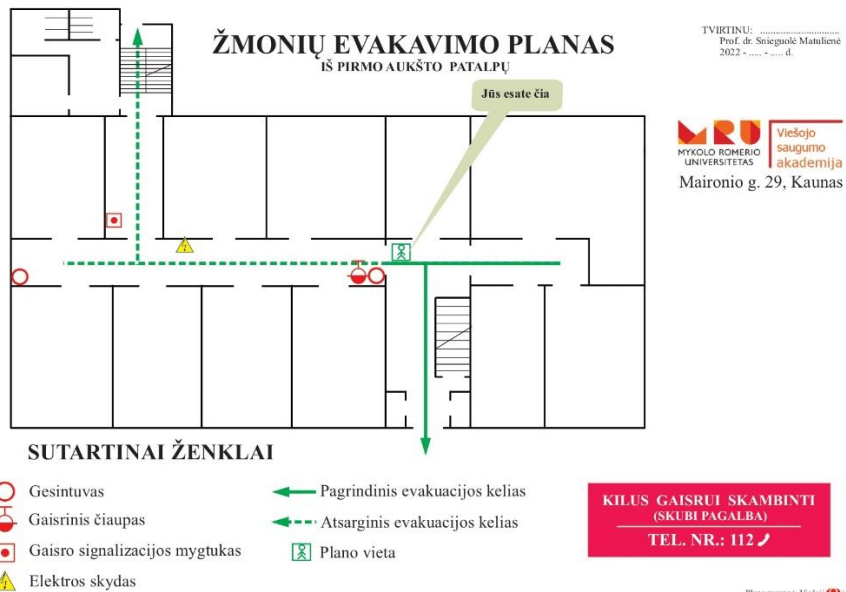 ŽMONIŲ EVAKAVIMO PLANAS
IŠ PIRMO AUKŠTO PATALPŲ
TVIRTINU: ................................
Prof. dr. Snieguolė Matulienė
2022 - ..... - ..... d.
Jūs esate čia
MRU
MYKOLO ROMERIO
UNIVERSITETAS
Viešojo
saugumo
akademija
Maironio g. 29, Kaunas
SUTARTINAI ŽENKLAI
Gesintuvas
Gaisrinis čiaupas
Gaisro signalizacijos mygtukas
Elektros skydas
Pagrindinis evakuacijos kelias
Atsarginis evakuacijos kelias
Plano vieta
KILUS GAISRUI SKAMBINTI
(SKUBI PAGALBA)
TEL. NR.: 112